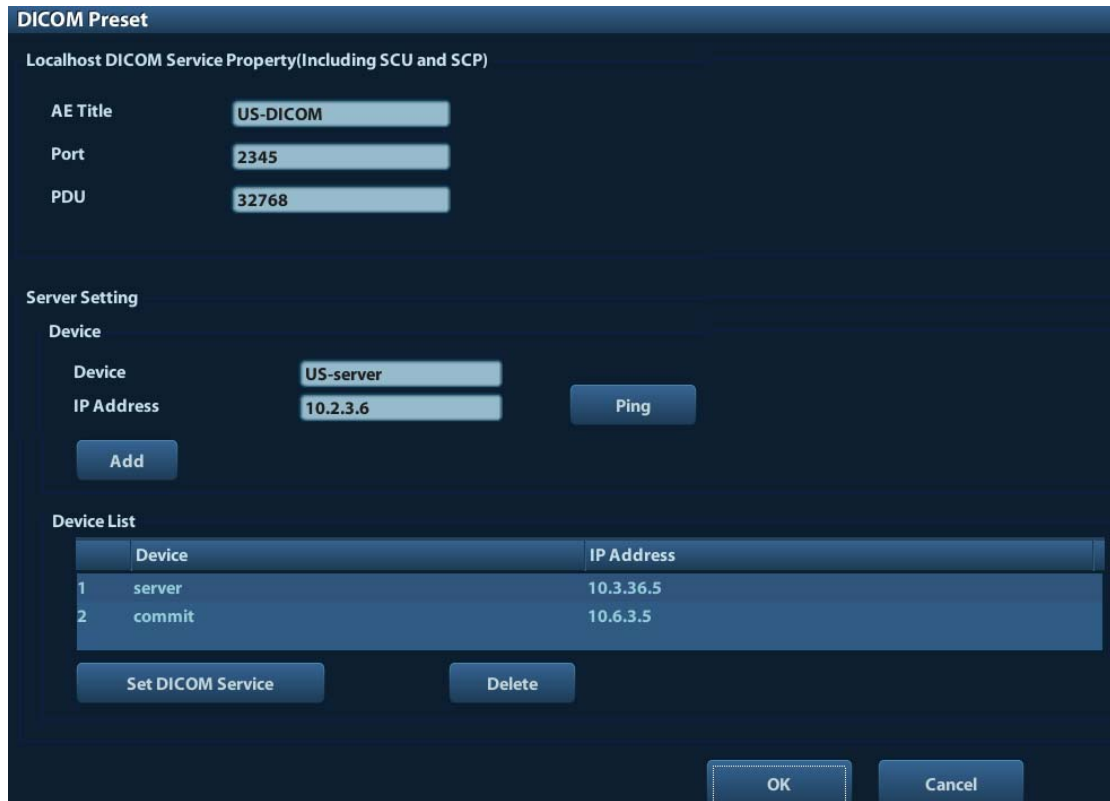 DICOM Preset
Localhost DICOM Service Property(Including SCU and SCP)
AE Title US-DICOM
Port 2345
PDU 32768
Server Setting
Device
Device US-server
IP Address 10.2.3.6 Ping
Add
Device List
Device IP Address
1 server 10.3.36.5
2 commit 10.6.3.5
Set DICOM Service Delete
OK Cancel